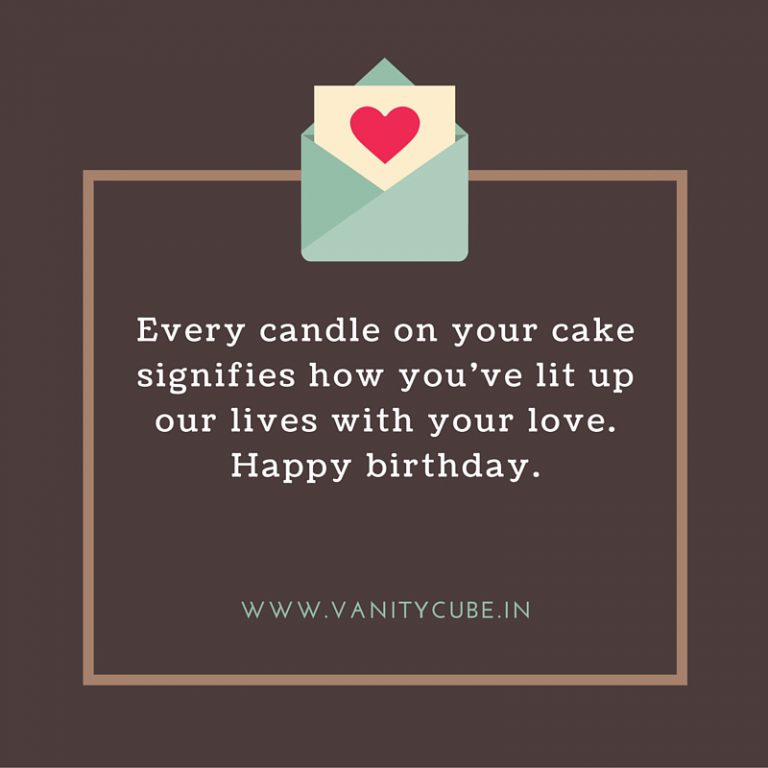 Every candle on your cake
signifies how you’ve lit up
our lives with your love.
Happy birthday.
WWW.VANITYCUBE.IN